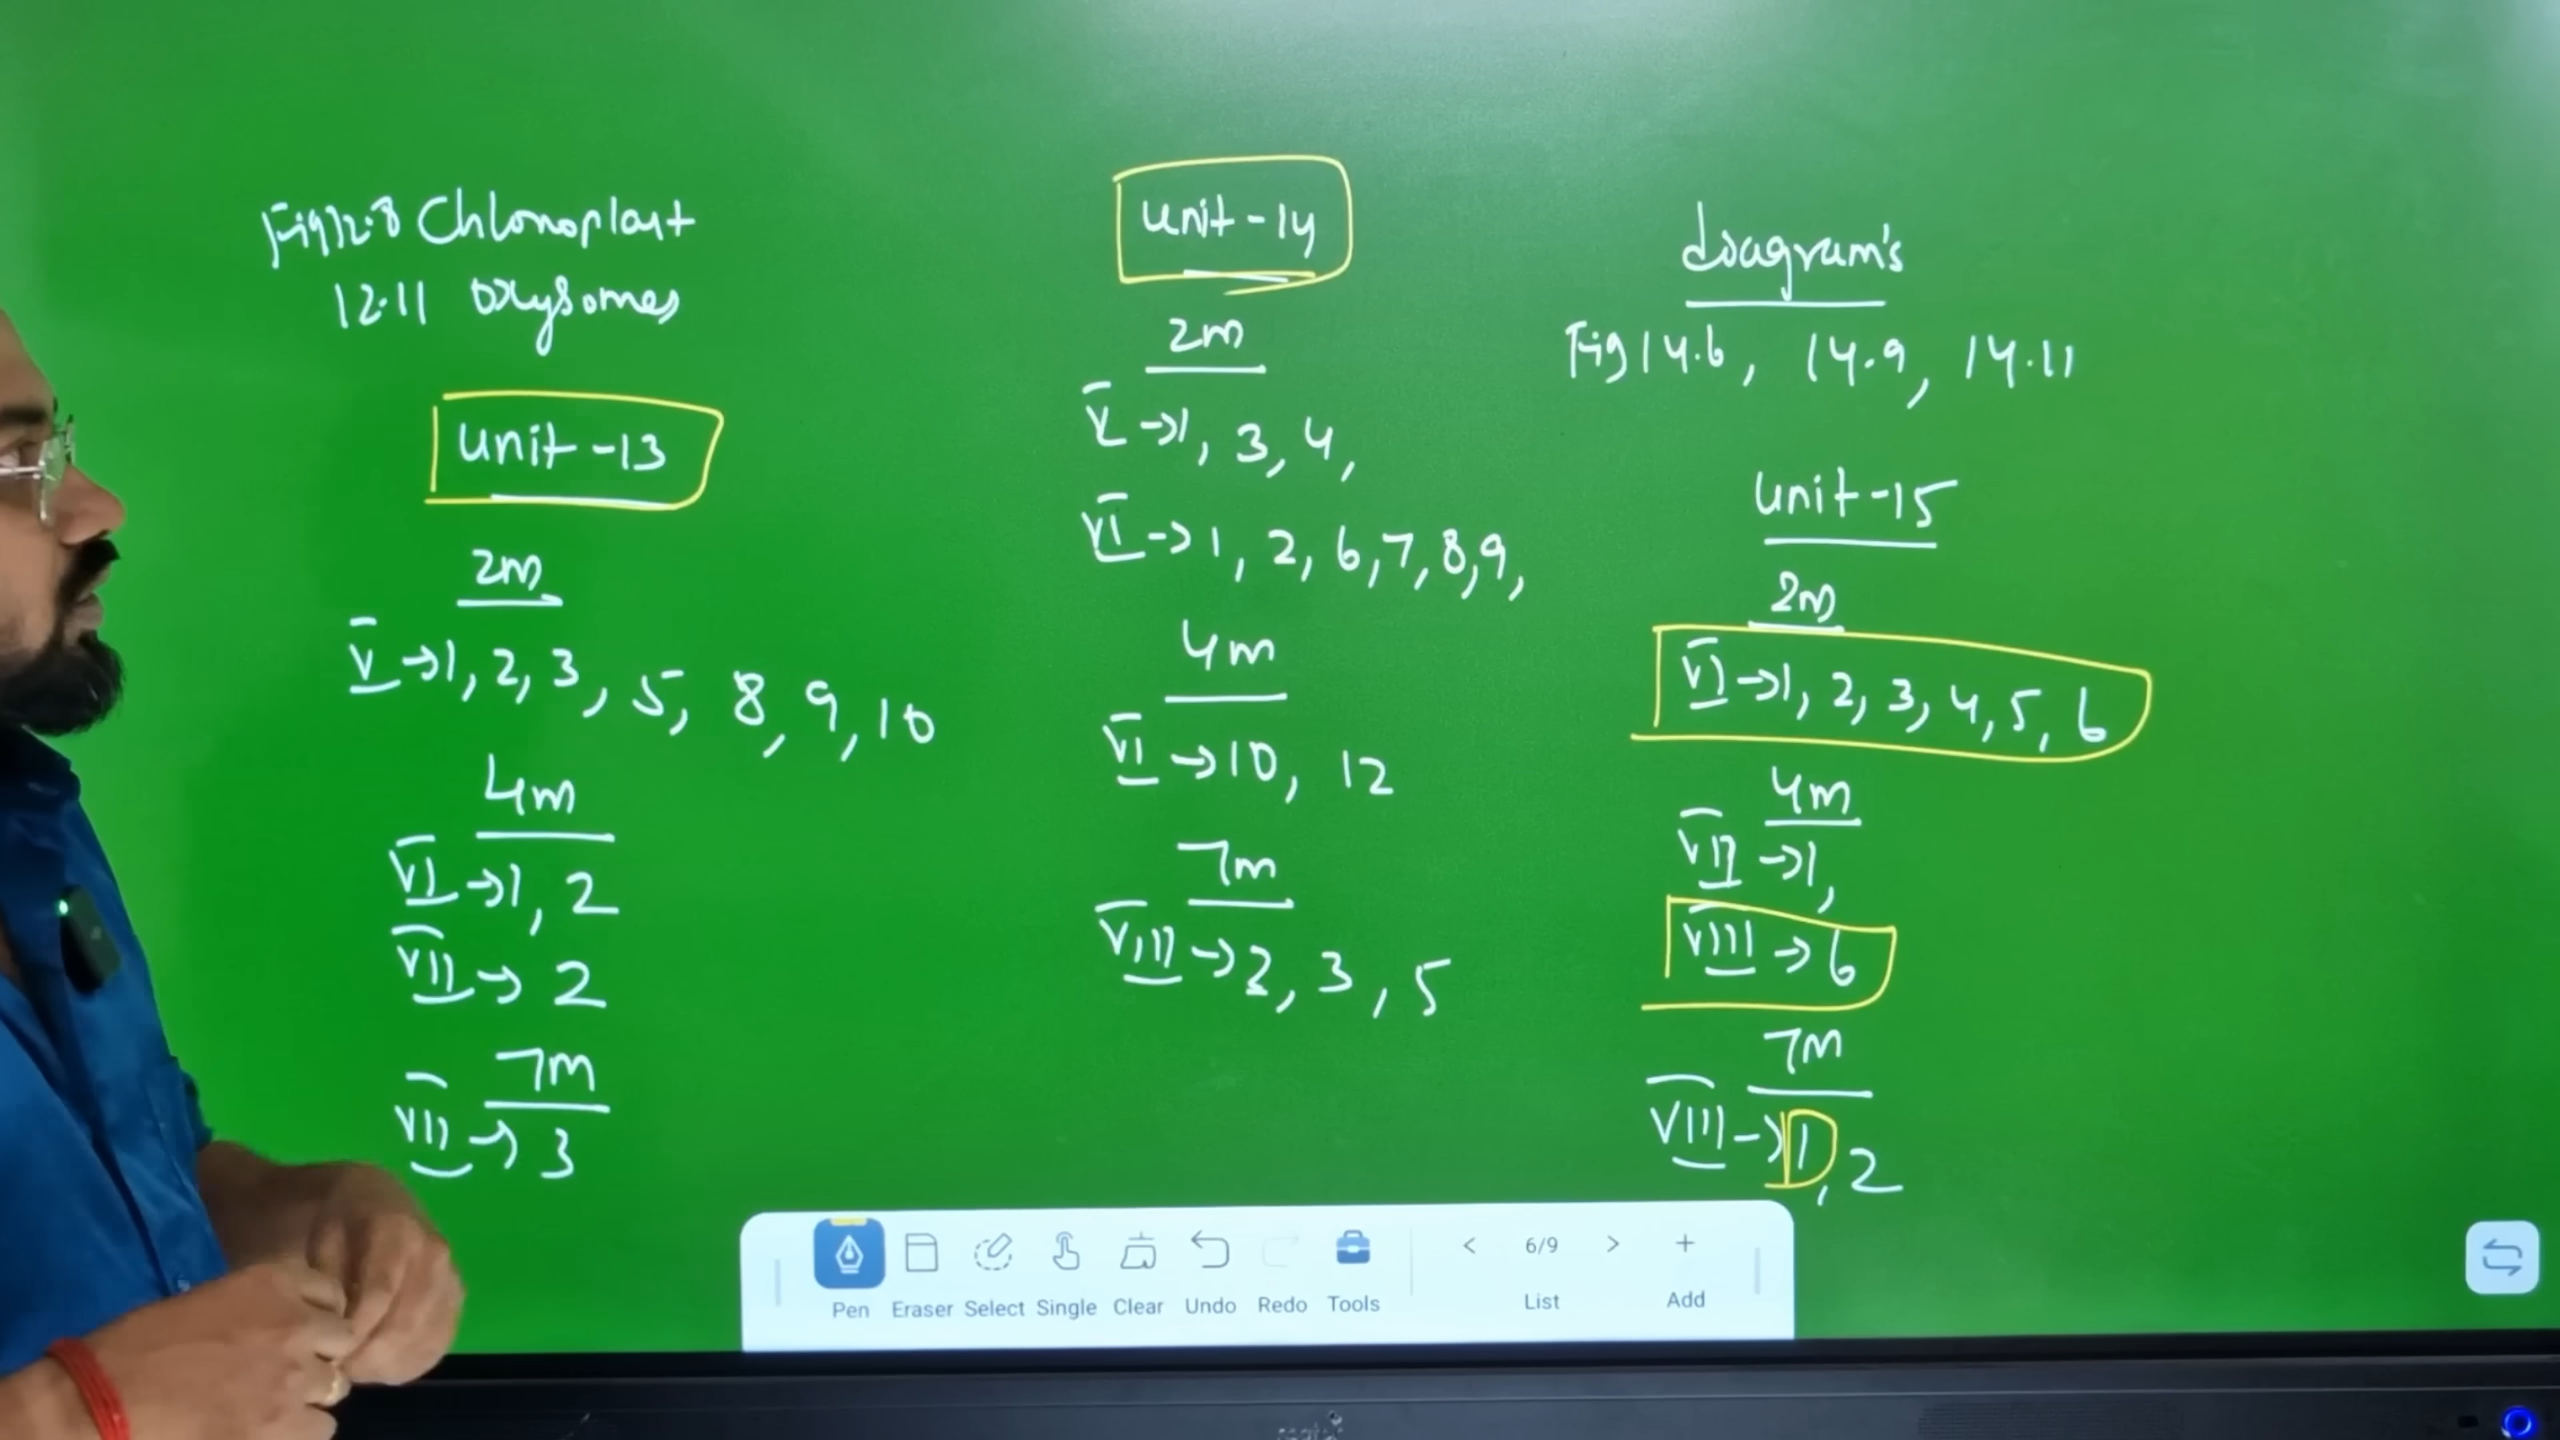 Fig 12.8 Chloroplast
12.11 Oxysomes
unit-13
2m
V → 1, 2, 3, 5, 8, 9, 10
4m
VI → 1, 2
VII → 2
7m
VII → 3
unit-14
2m
V → 1, 3, 4,
VI → 1, 2, 6, 7, 8, 9,
4m
VI → 10, 12
7m
VIII → 2, 3, 5
diagram's
Fig 14.6, 14.9, 14.11
unit-15
2m
VI → 1, 2, 3, 4, 5, 6
4m
VII → 1,
VIII → 6
7m
VIII → 1, 2
Pen Eraser Select Single Clear Undo Redo Tools < 6/9 > List + Add